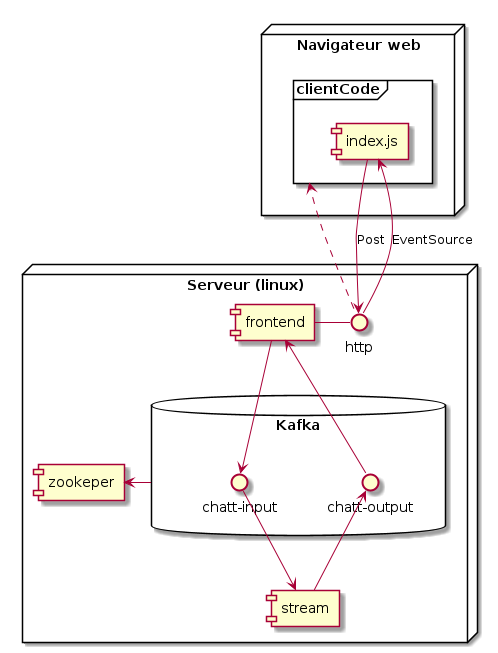 Navigateur web
clientCode
index.js
Post
EventSource
Serveur (linux)
frontend
http
Kafka
zookeper
chatt-input
chatt-output
stream